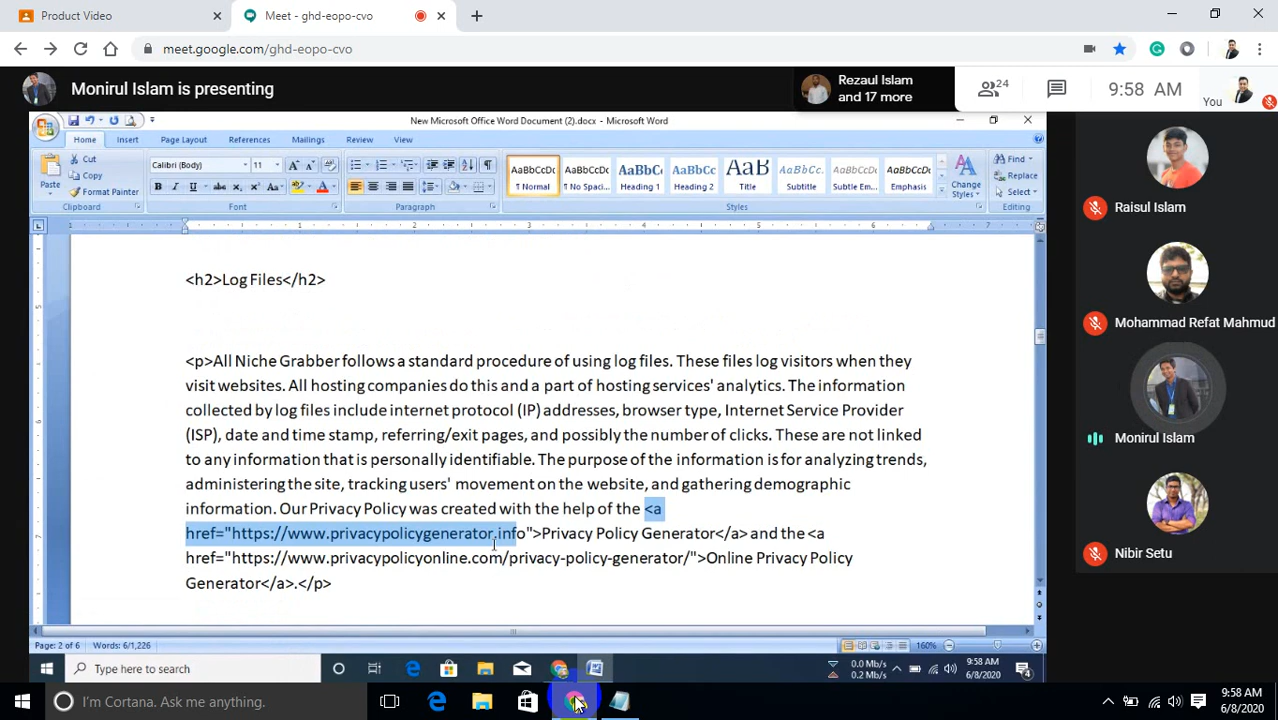 Product Video
Meet - ghd-eopo-cvo
meet.google.com/ghd-eopo-cvo
Monirul Islam is presenting
Rezaul Islam
and 17 more
24
9:58 AM
You
New Microsoft Office Word Document (2).docx - Microsoft Word
Home Insert Page Layout References Mailings Review View
Paste
Cut
Copy
Format Painter
Clipboard
Calibri (Body) 11
Font
Paragraph
AaBbCcDc AaBbCcDc AaBbC AaBbCc AaB AaBbCc. AaBbCcDc AaBbCcDc
¶ Normal ¶ No Spaci... Heading 1 Heading 2 Title Subtitle Subtle Em... Emphasis
Styles
Change
Styles
Find
Replace
Select
Editing
<h2>Log Files</h2>
<p>All Niche Grabber follows a standard procedure of using log files. These files log visitors when they
visit websites. All hosting companies do this and a part of hosting services' analytics. The information
collected by log files include internet protocol (IP) addresses, browser type, Internet Service Provider
(ISP), date and time stamp, referring/exit pages, and possibly the number of clicks. These are not linked
to any information that is personally identifiable. The purpose of the information is for analyzing trends,
administering the site, tracking users' movement on the website, and gathering demographic
information. Our Privacy Policy was created with the help of the <a
href="https://www.privacypolicygenerator.info">Privacy Policy Generator</a> and the <a
href="https://www.privacypolicyonline.com/privacy-policy-generator/">Online Privacy Policy
Generator</a>.</p>
Page: 2 of 6 Words: 6/1,226
160%
Type here to search
0.0 Mb/s
0.2 Mb/s
9:58 AM
6/8/2020
4
Raisul Islam
Mohammad Refat Mahmud
Monirul Islam
Nibir Setu
I'm Cortana. Ask me anything.
9:58 AM
6/8/2020